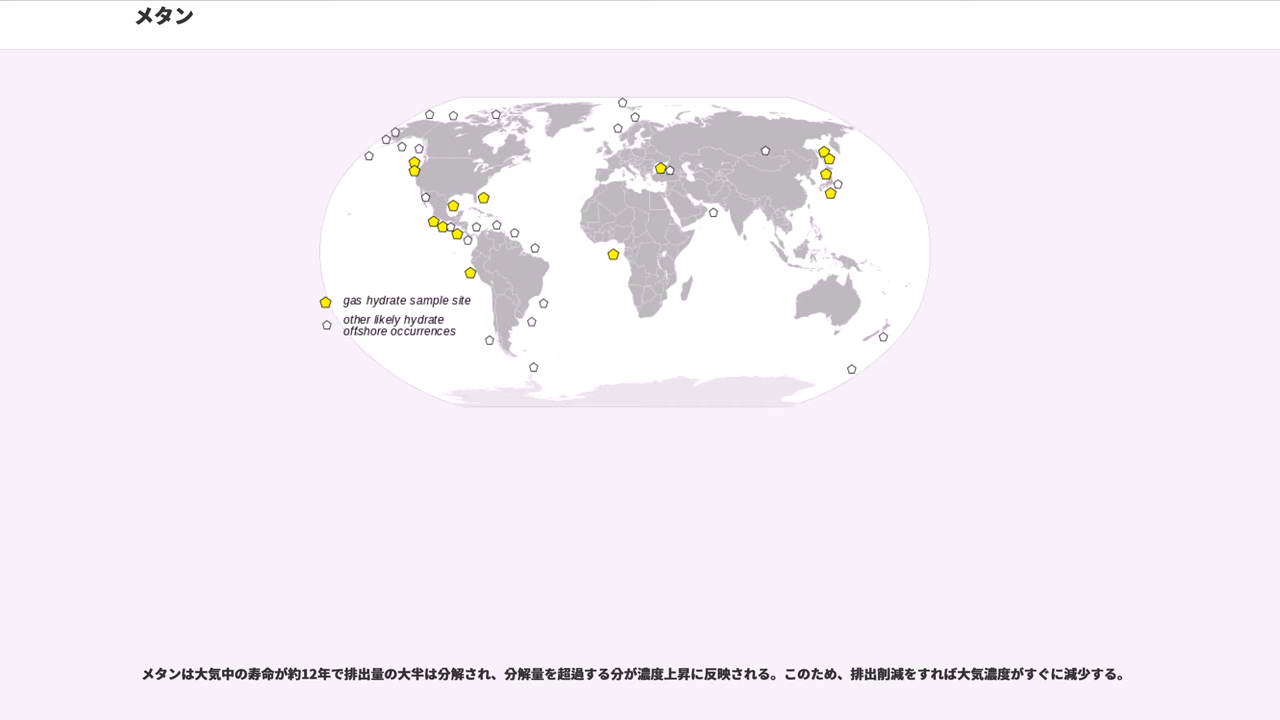 メタン
gas hydrate sample site
other likely hydrate
offshore occurrences
メタンは大気中の寿命が約12年で排出量の大半は分解され、分解量を超過する分が濃度上昇に反映される。このため、排出削減をすれば大気濃度がすぐに減少する。